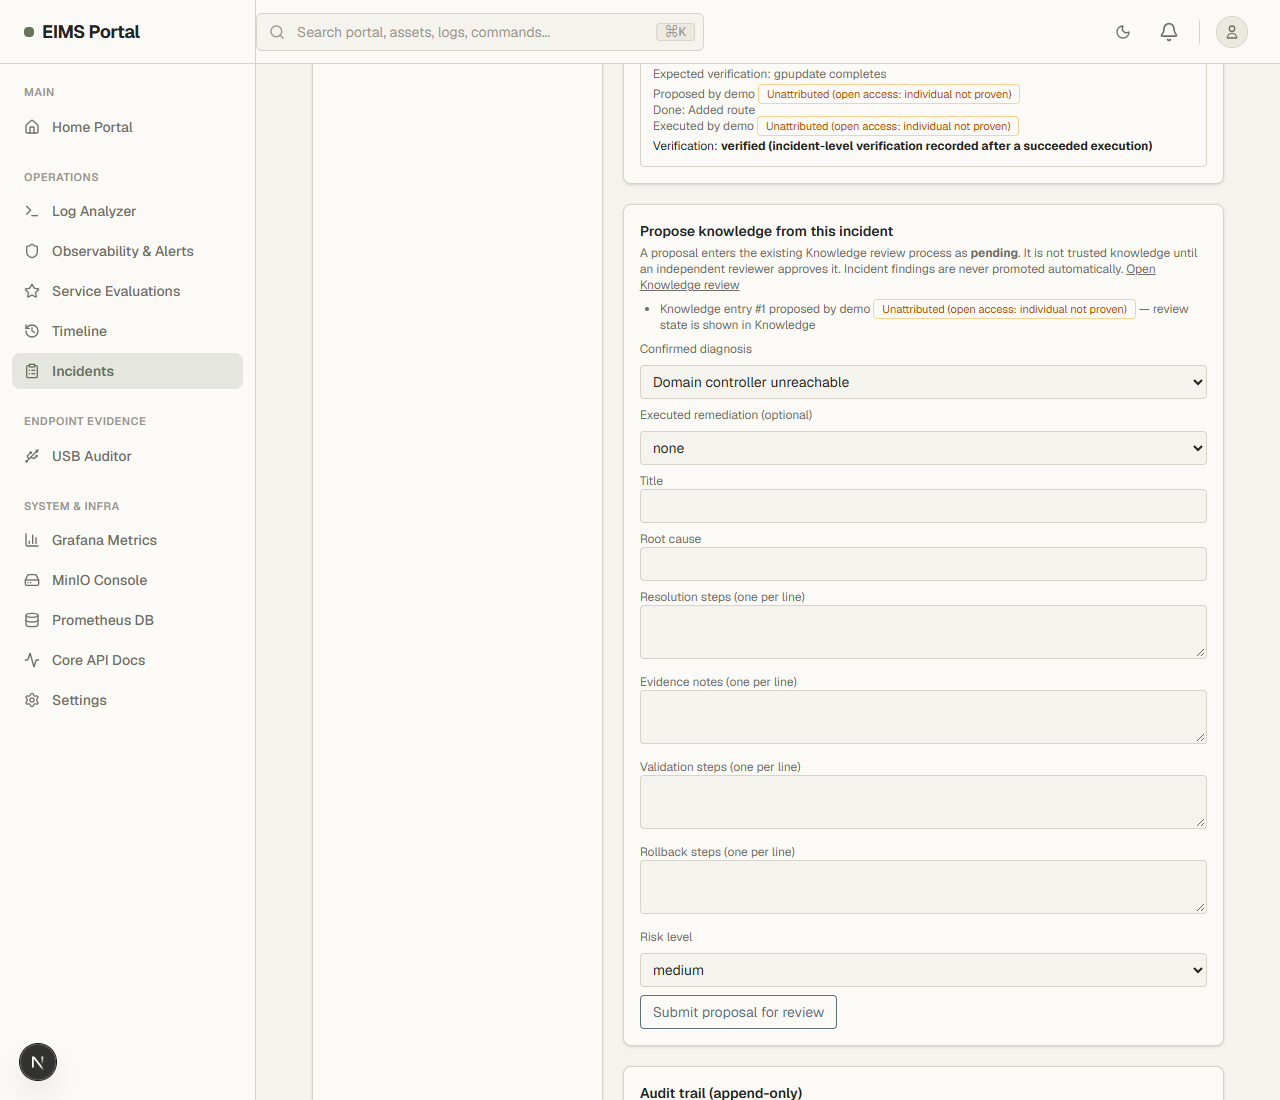 EIMS Portal
Search portal, assets, logs, commands...
⌘K
MAIN
Home Portal
OPERATIONS
Log Analyzer
Observability & Alerts
Service Evaluations
Timeline
Incidents
ENDPOINT EVIDENCE
USB Auditor
SYSTEM & INFRA
Grafana Metrics
MinIO Console
Prometheus DB
Core API Docs
Settings
N
Expected verification: gpupdate completes
Proposed by demo Unattributed (open access: individual not proven)
Done: Added route
Executed by demo Unattributed (open access: individual not proven)
Verification: verified (incident-level verification recorded after a succeeded execution)
Propose knowledge from this incident
A proposal enters the existing Knowledge review process as pending. It is not trusted knowledge until
an independent reviewer approves it. Incident findings are never promoted automatically. Open
Knowledge review
Knowledge entry #1 proposed by demo Unattributed (open access: individual not proven) — review
state is shown in Knowledge
Confirmed diagnosis
Domain controller unreachable
Executed remediation (optional)
none
Title
Root cause
Resolution steps (one per line)
Evidence notes (one per line)
Validation steps (one per line)
Rollback steps (one per line)
Risk level
medium
Submit proposal for review
Audit trail (append-only)